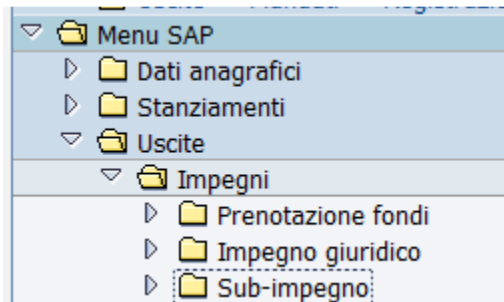 Menu SAP
Dati anagrafici
Stanziamenti
Uscite
Impegni
Prenotazione fondi
Impegno giuridico
Sub-impegno